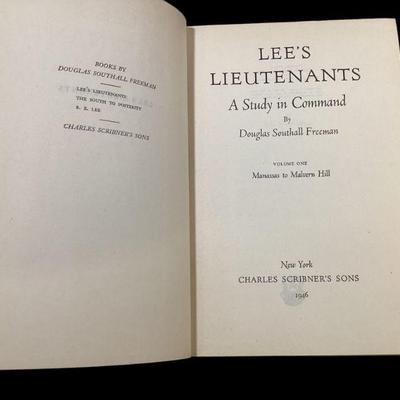 BOOKS BY
DOUGLAS SOUTHALL FREEMAN
LEE'S LIEUTENANTS
THE SOUTH TO POSTERITY
R. E. LEE
CHARLES SCRIBNER'S SONS
LEE'S
LIEUTENANTS
A Study in Command
By
Douglas Southall Freeman
VOLUME ONE
Manassas to Malvern Hill
New York
CHARLES SCRIBNER'S SONS
1946